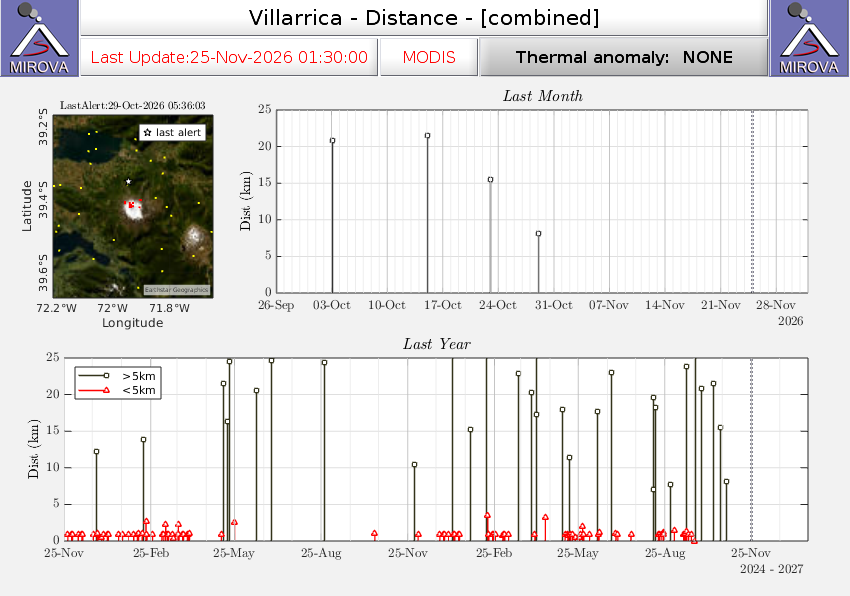 Villarrica - Distance - [combined]
MIROVA
Last Update:25-Nov-2026 01:30:00
MODIS
Thermal anomaly: NONE
MIROVA
LastAlert:29-Oct-2026 05:36:03
last alert
Latitude
39.2°S
39.4°S
39.6°S
Earthstar Geographics
72.2°W
72°W
71.8°W
Longitude
Last Month
Dist (km)
25
20
15
10
5
0
26-Sep
03-Oct
10-Oct
17-Oct
24-Oct
31-Oct
07-Nov
14-Nov
21-Nov
28-Nov
2026
Last Year
Dist (km)
25
20
15
10
5
0
>5km
<5km
25-Nov
25-Feb
25-May
25-Aug
25-Nov
25-Feb
25-May
25-Aug
25-Nov
2024 - 2027